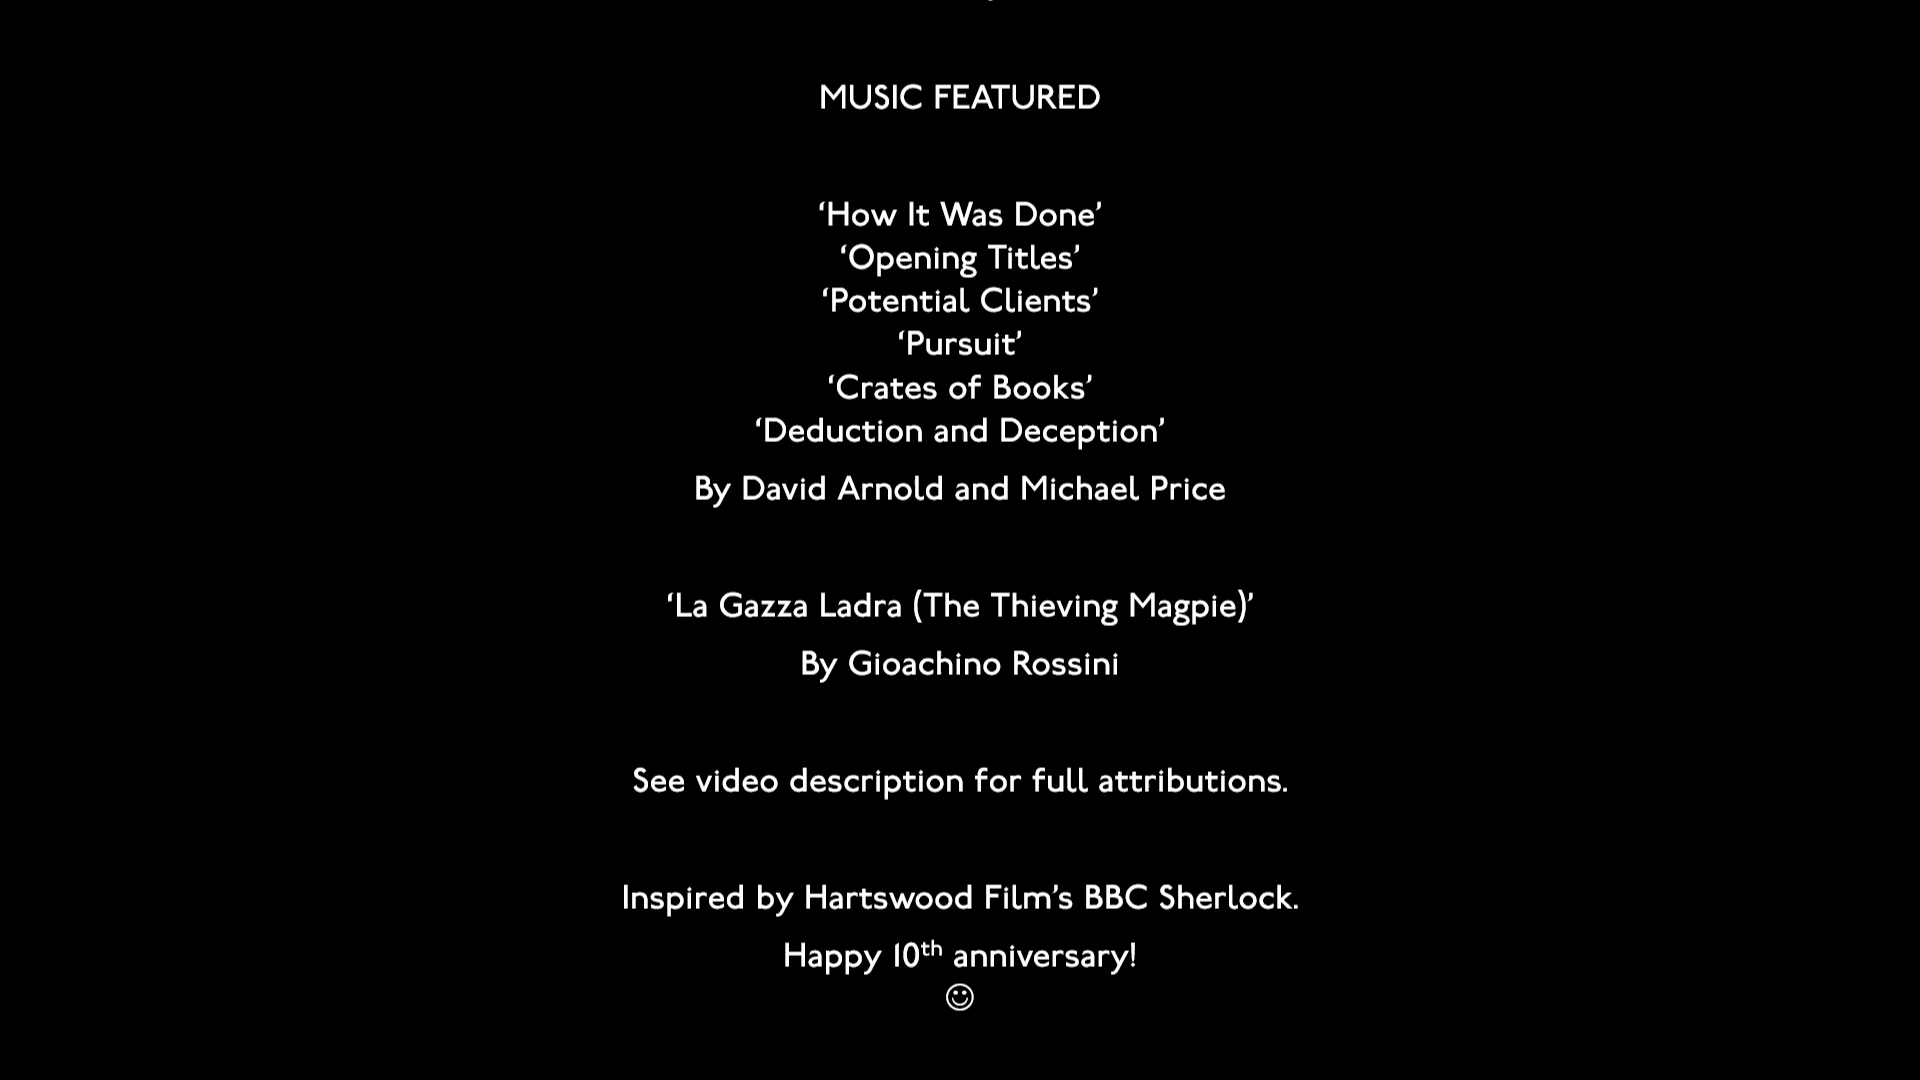 MUSIC FEATURED
‘How It Was Done’
‘Opening Titles’
‘Potential Clients’
‘Pursuit’
‘Crates of Books’
‘Deduction and Deception’
By David Arnold and Michael Price
‘La Gazza Ladra (The Thieving Magpie)’
By Gioachino Rossini
See video description for full attributions.
Inspired by Hartswood Film’s BBC Sherlock.
Happy 10th anniversary!
☺